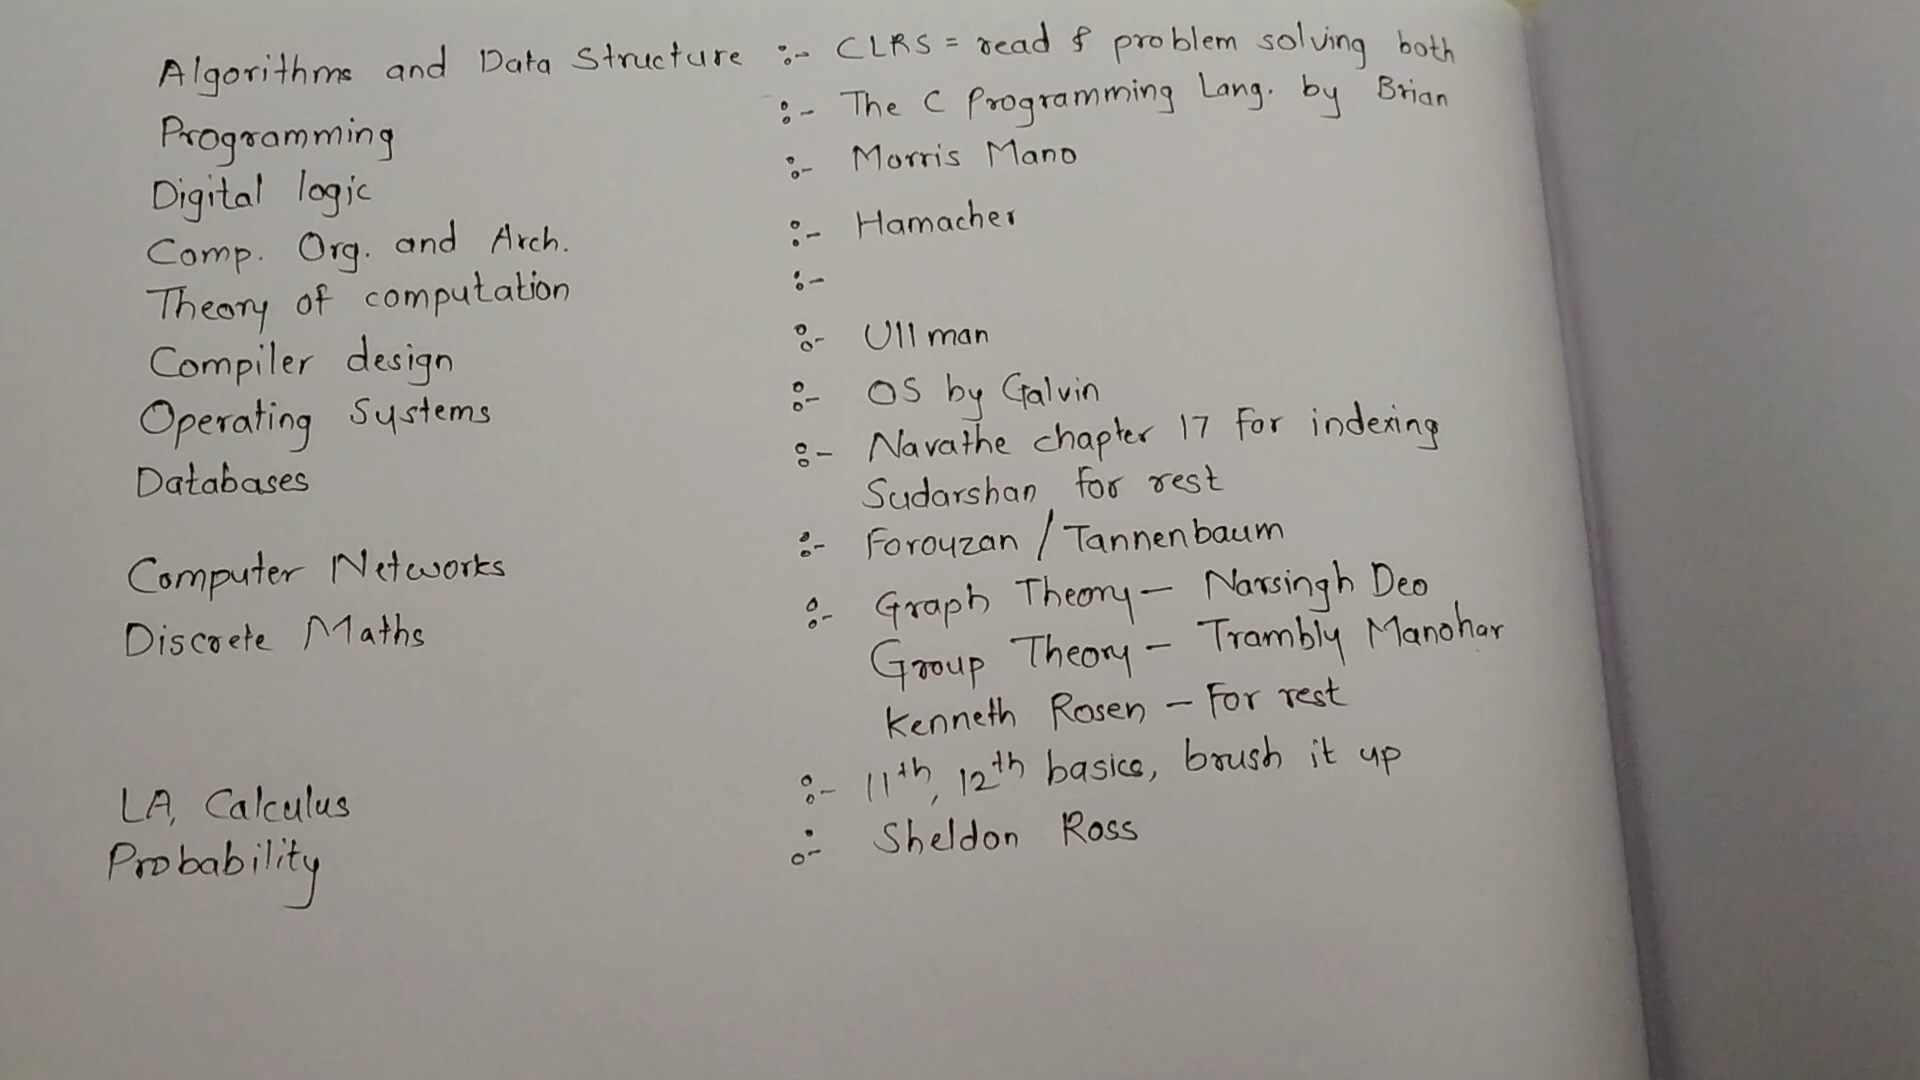 Algorithms and Data Structure :- CLRS = read & problem solving both
Programming :- The C Programming Lang. by Brian
Digital logic :- Morris Mano
Comp. Org. and Arch. :- Hamacher
Theory of computation :-
Compiler design :- Ullman
Operating Systems :- OS by Galvin
Databases :- Navathe chapter 17 for indexing
Sudarshan for rest
Computer Networks :- Forouzan / Tannenbaum
Discrete Maths :- Graph Theory - Narsingh Deo
Group Theory - Trambly Manohar
Kenneth Rosen - For rest
LA, Calculus :- 11th, 12th basics, brush it up
Probability :- Sheldon Ross